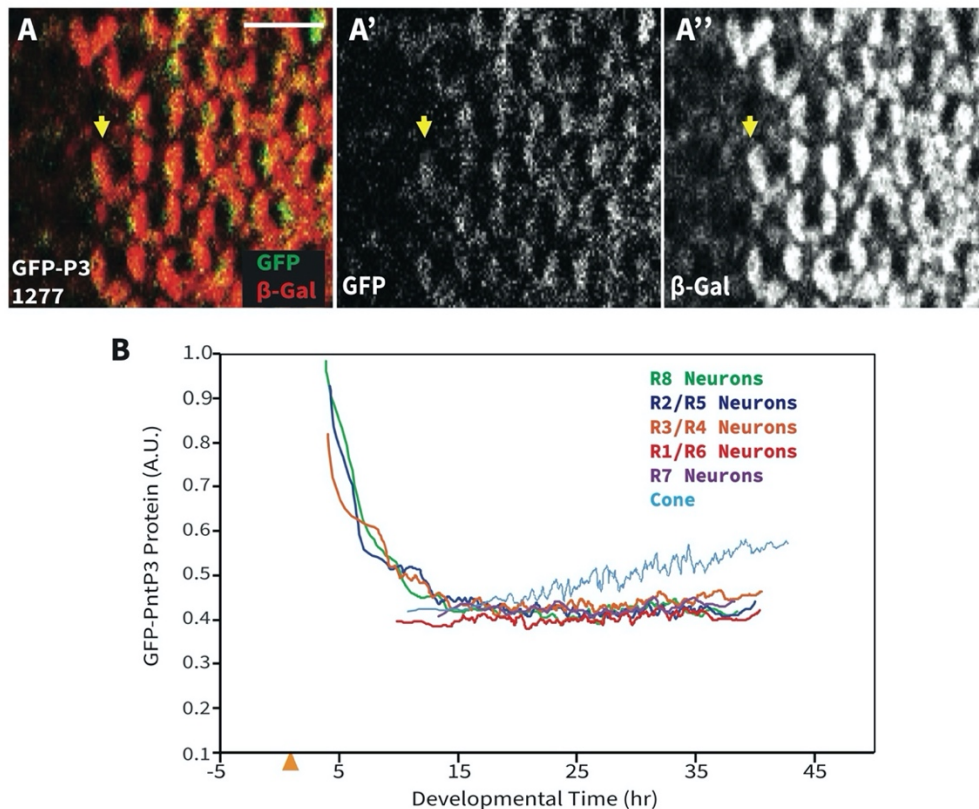 A
A'
A''
GFP-P3
1277
GFP
β-Gal
GFP
β-Gal
B
1.0
0.9
0.8
0.7
0.6
0.5
0.4
0.3
0.2
0.1
GFP-PntP3 Protein (A.U.)
R8 Neurons
R2/R5 Neurons
R3/R4 Neurons
R1/R6 Neurons
R7 Neurons
Cone
-5 5 15 25 35 45
Developmental Time (hr)